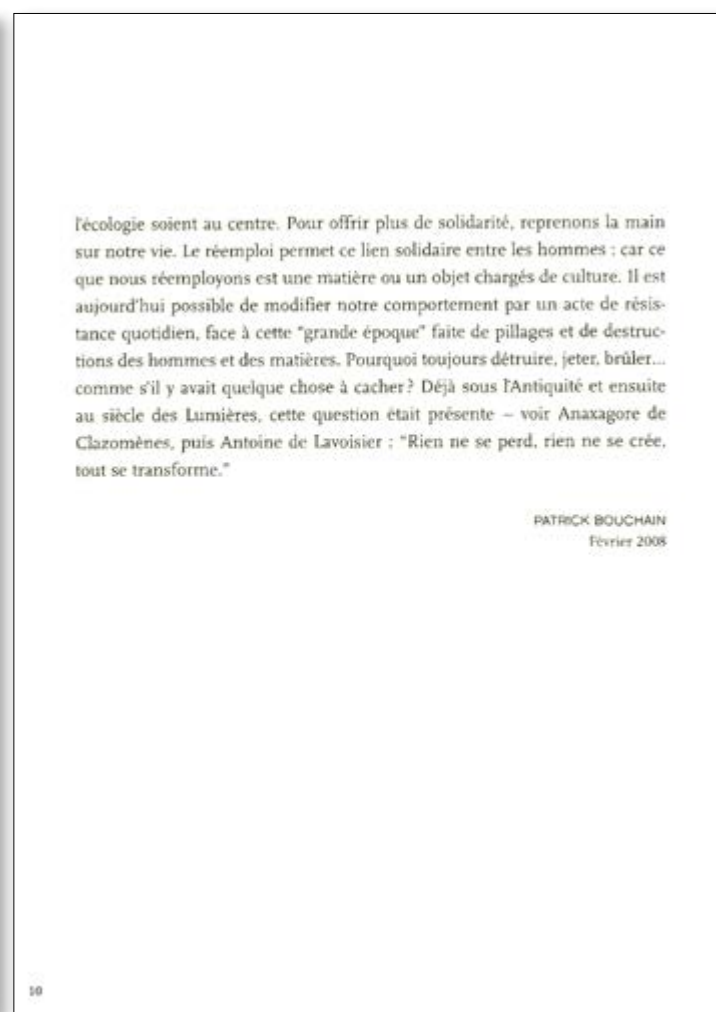 l'écologie soient au centre. Pour offrir plus de solidarité, reprenons la main
sur notre vie. Le réemploi permet ce lien solidaire entre les hommes ; car ce
que nous réemployons est une matière ou un objet chargés de culture. Il est
aujourd'hui possible de modifier notre comportement par un acte de résis-
tance quotidien, face à cette "grande époque" faite de pillages et de destruc-
tions des hommes et des matières. Pourquoi toujours détruire, jeter, brûler...
comme s'il y avait quelque chose à cacher ? Déjà sous l'Antiquité et ensuite
au siècle des Lumières, cette question était présente – voir Anaxagore de
Clazomènes, puis Antoine de Lavoisier : "Rien ne se perd, rien ne se crée,
tout se transforme."
PATRICK BOUCHAIN
Février 2008
10